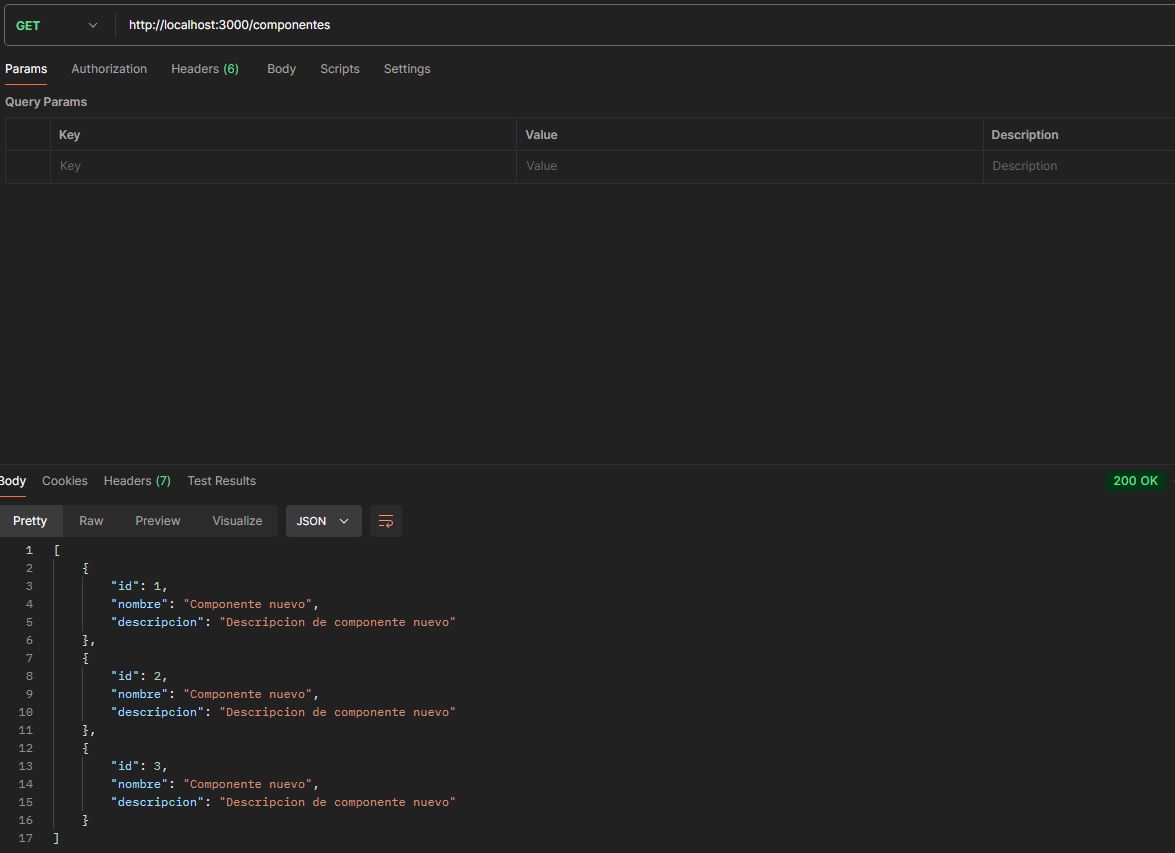 GET http://localhost:3000/componentes
Params Authorization Headers (6) Body Scripts Settings
Query Params
Key Value Description
Key Value Description
Body Cookies Headers (7) Test Results 200 OK
Pretty Raw Preview Visualize JSON
1 [
2 {
3 "id": 1,
4 "nombre": "Componente nuevo",
5 "descripcion": "Descripcion de componente nuevo"
6 },
7 {
8 "id": 2,
9 "nombre": "Componente nuevo",
10 "descripcion": "Descripcion de componente nuevo"
11 },
12 {
13 "id": 3,
14 "nombre": "Componente nuevo",
15 "descripcion": "Descripcion de componente nuevo"
16 }
17 ]